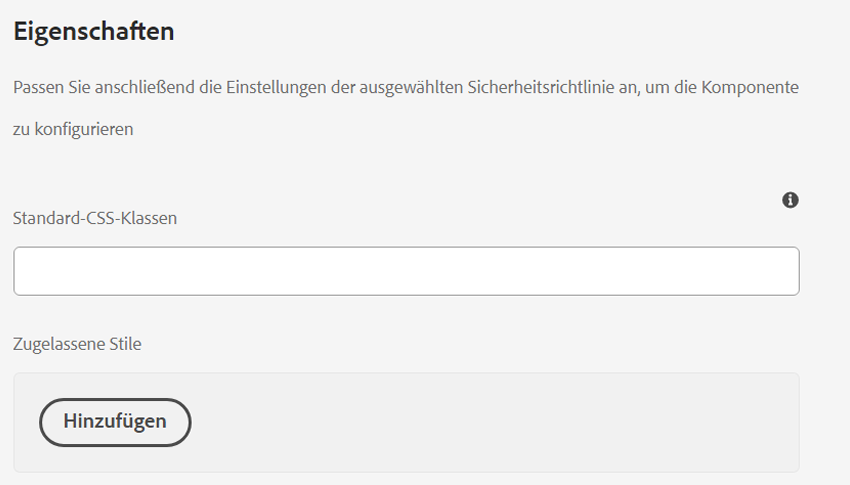 Eigenschaften
Passen Sie anschließend die Einstellungen der ausgewählten Sicherheitsrichtlinie an, um die Komponente
zu konfigurieren
Standard-CSS-Klassen
Zugelassene Stile
Hinzufügen